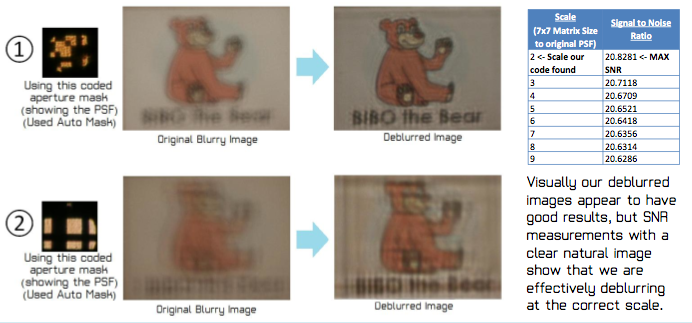 1
Using this coded
aperture mask
(showing the PSF)
(Used Auto Mask)
BIBO the Bear
Original Blurry Image
BIBO the Bear
Deblurred Image
Scale
(7x7 Matrix Size
to original PSF)
Signal to Noise
Ratio
2 <- Scale our
code found
20.8281 <- MAX
SNR
3 20.7118
4 20.6709
5 20.6521
6 20.6418
7 20.6356
8 20.6314
9 20.6286
2
Using this coded
aperture mask
(showing the PSF)
(Used Auto Mask)
Original Blurry Image
BIBO the Bear
Deblurred Image
Visually our deblurred
images appear to have
good results, but SNR
measurements with a
clear natural image
show that we are
effectively deblurring
at the correct scale.